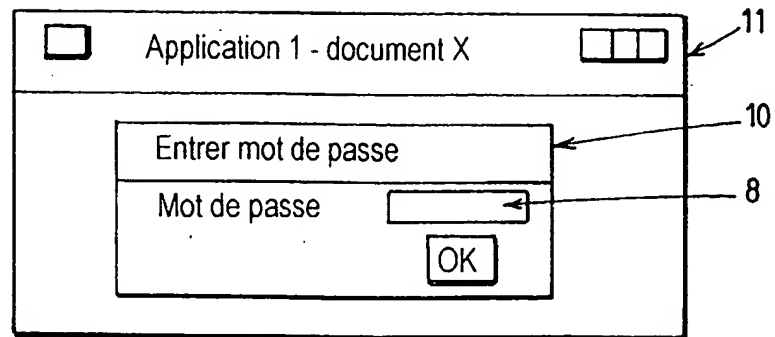 Application 1 - document X
11
Entrer mot de passe
10
Mot de passe
8
OK